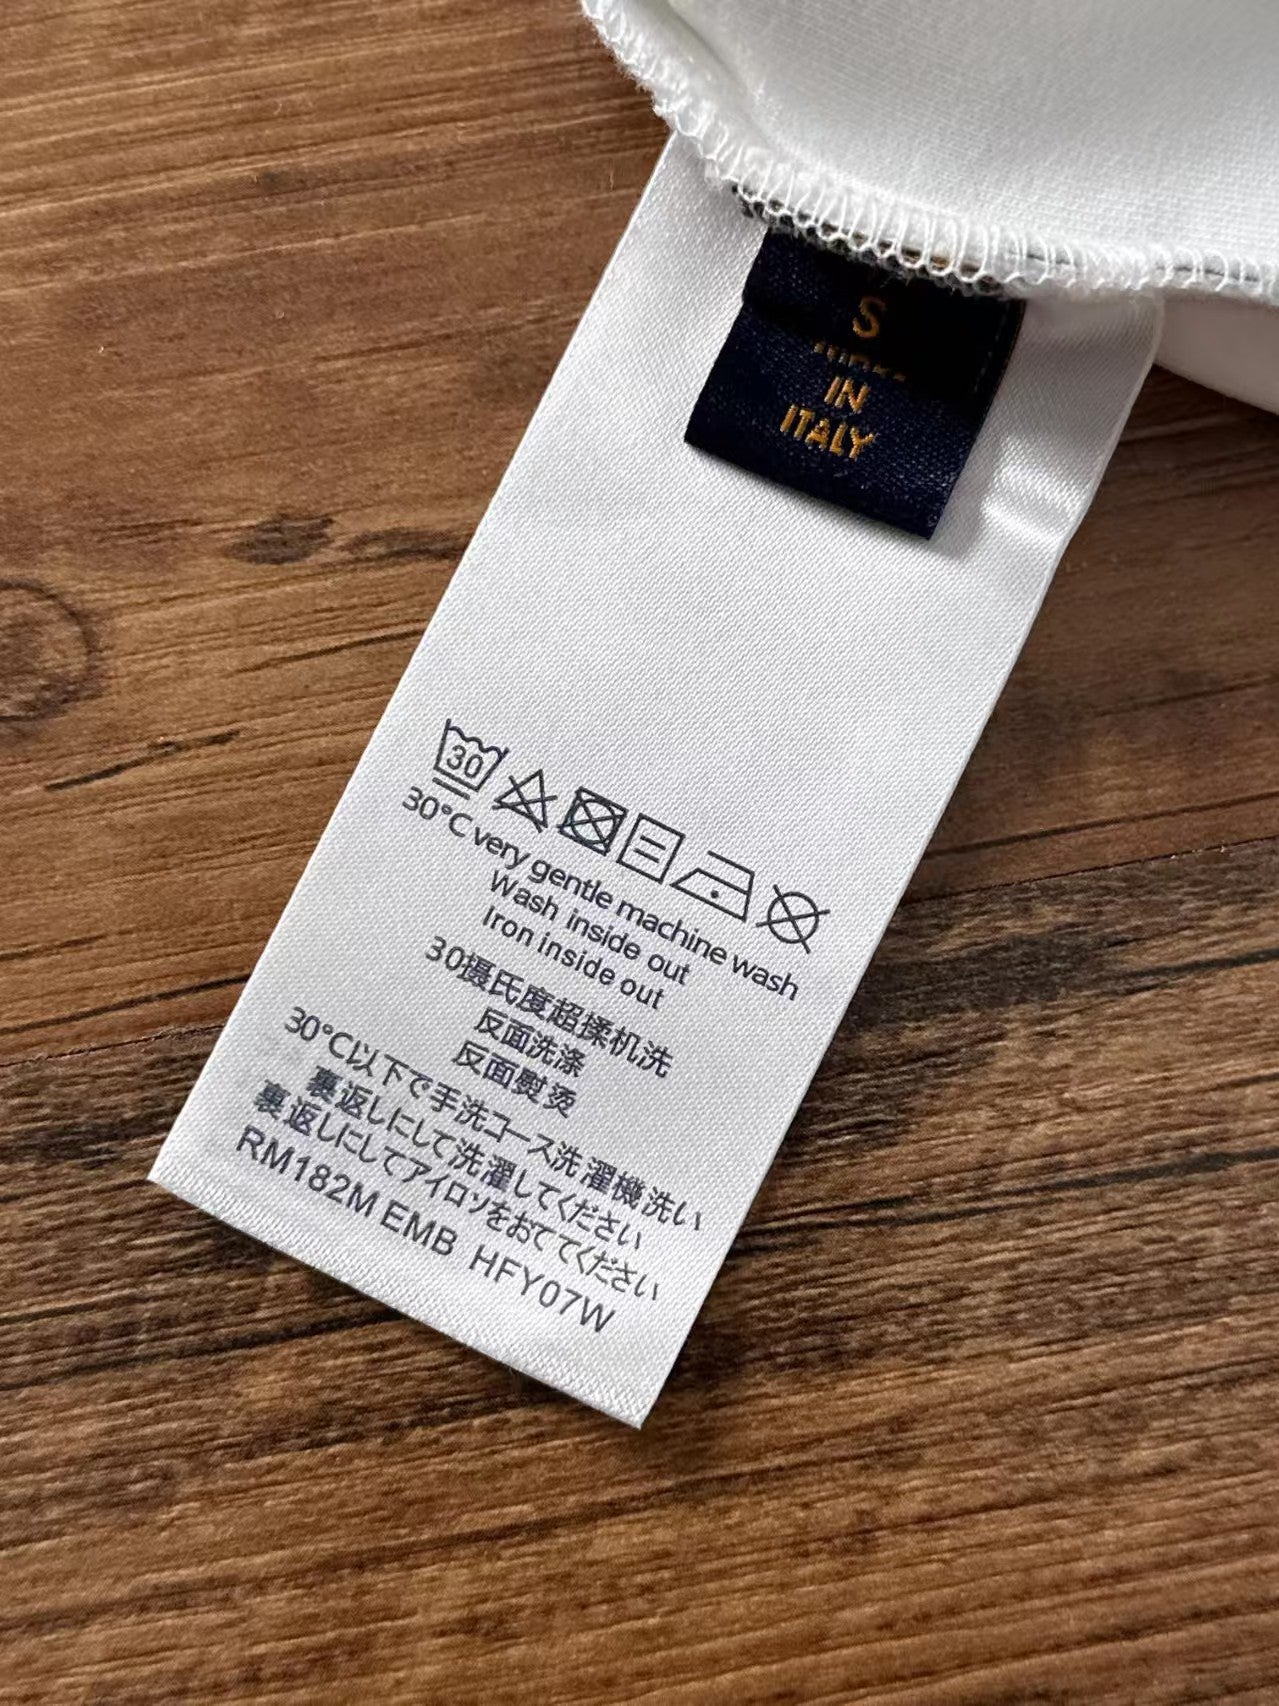 S
MADE
IN
ITALY
30
30°C very gentle machine wash
Wash inside out
Iron inside out
30摄氏度超揉机洗
反面洗涤
反面熨烫
30°C以下で手洗コース洗濯機洗い
裏返しにして洗濯してください
裏返しにしてアイロソをおててください
RM182M EMB HFY07W